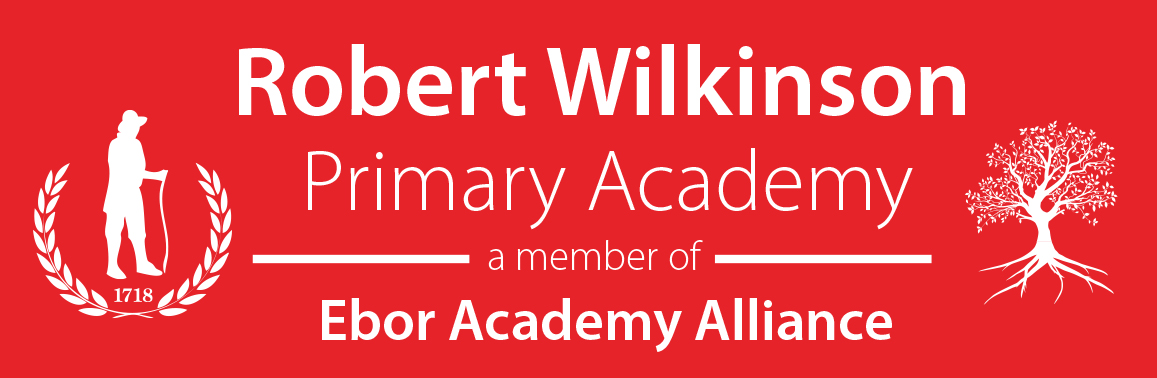 Robert Wilkinson
Primary Academy
a member of
Ebor Academy Alliance
1718